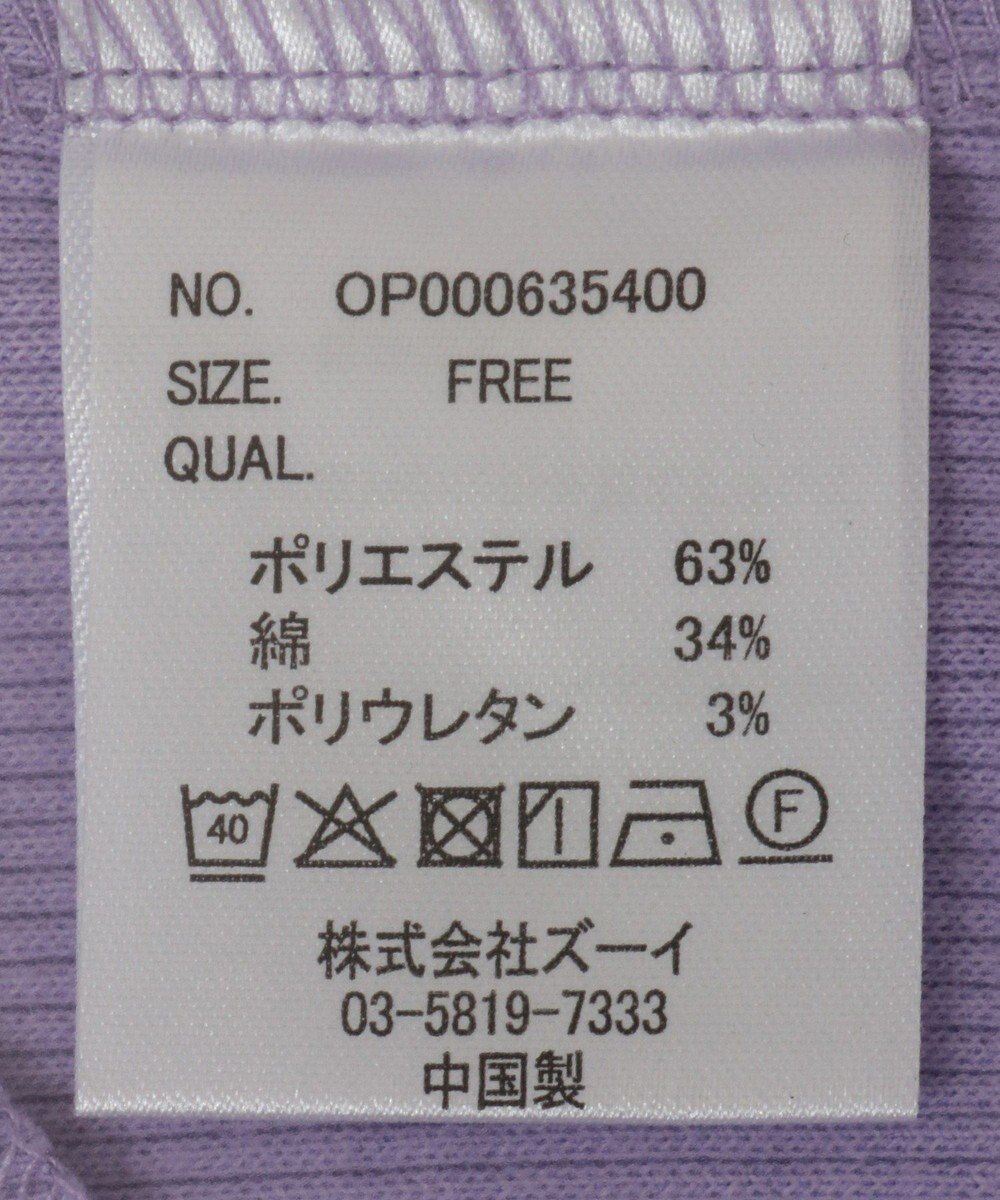 NO. OP000635400
SIZE. FREE
QUAL.
ポリエステル 63%
綿 34%
ポリウレタン 3%
40 F
株式会社ズーイ
03-5819-7333
中国製